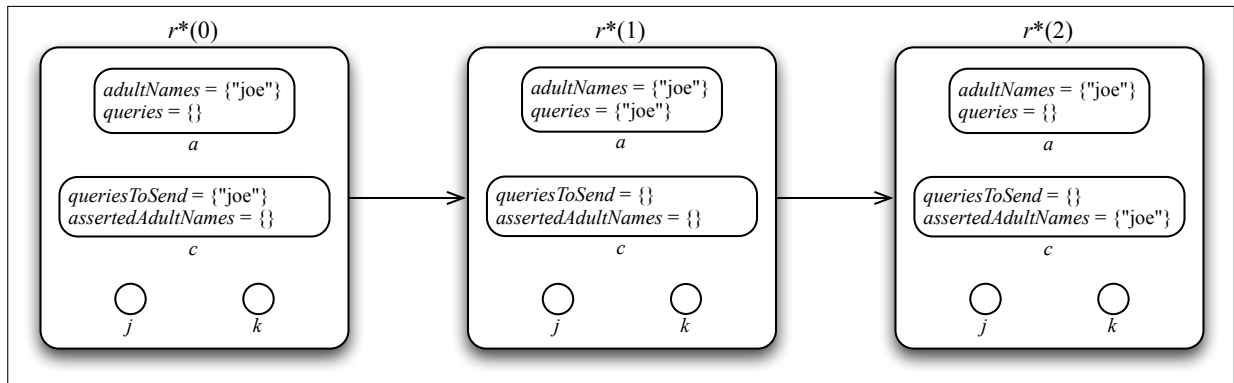 r*(0)
adultNames = {"joe"}
queries = {}
a
queriesToSend = {"joe"}
assertedAdultNames = {}
c
j k
r*(1)
adultNames = {"joe"}
queries = {"joe"}
a
queriesToSend = {}
assertedAdultNames = {}
c
j k
r*(2)
adultNames = {"joe"}
queries = {}
a
queriesToSend = {}
assertedAdultNames = {"joe"}
c
j k